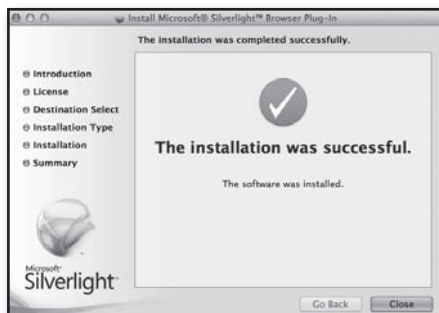 Install Microsoft® Silverlight™ Browser Plug-In
The installation was completed successfully.
Introduction
License
Destination Select
Installation Type
Installation
Summary
The installation was successful.
The software was installed.
Microsoft®
Silverlight™
Go Back
Close